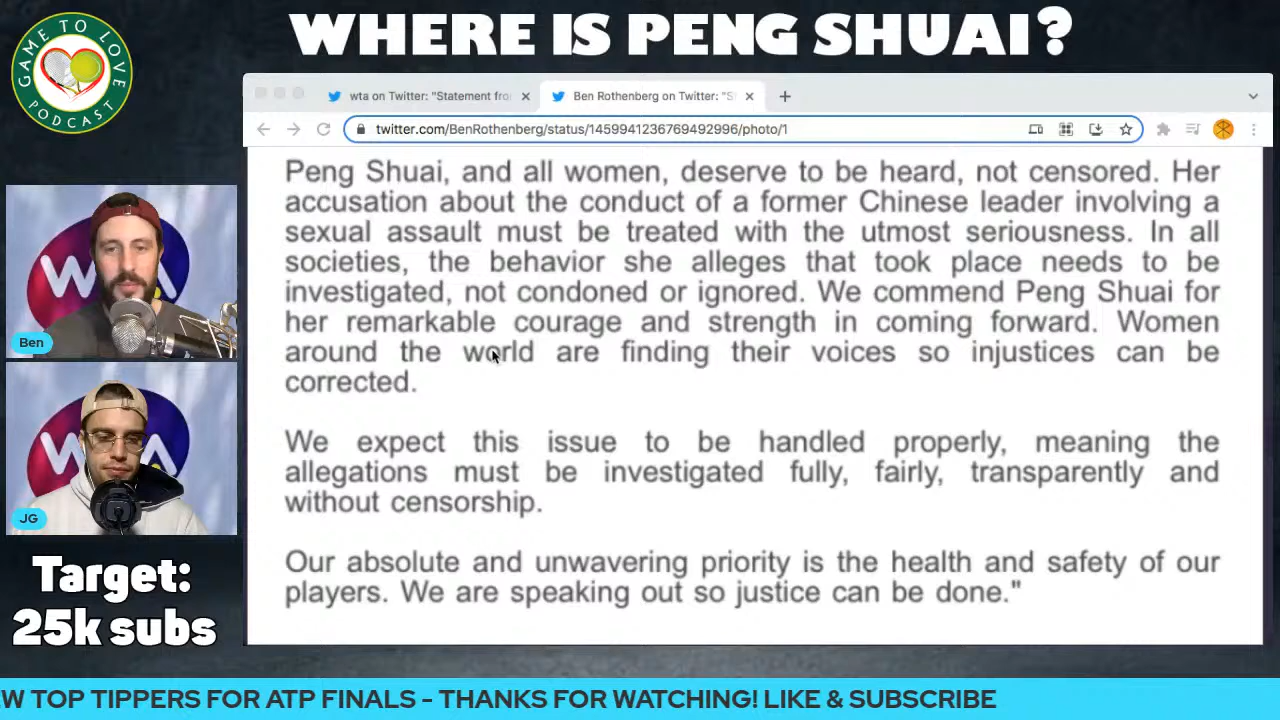 WHERE IS PENG SHUAI?
GAME TO LOVE
PODCAST
wta on Twitter: "Statement fro
Ben Rothenberg on Twitter: "S
twitter.com/BenRothenberg/status/1459941236769492996/photo/1
Peng Shuai, and all women, deserve to be heard, not censored. Her
accusation about the conduct of a former Chinese leader involving a
sexual assault must be treated with the utmost seriousness. In all
societies, the behavior she alleges that took place needs to be
investigated, not condoned or ignored. We commend Peng Shuai for
her remarkable courage and strength in coming forward. Women
around the world are finding their voices so injustices can be
corrected.
We expect this issue to be handled properly, meaning the
allegations must be investigated fully, fairly, transparently and
without censorship.
Our absolute and unwavering priority is the health and safety of our
players. We are speaking out so justice can be done."
Ben
JG
Target:
25k subs
W TOP TIPPERS FOR ATP FINALS - THANKS FOR WATCHING! LIKE & SUBSCRIBE